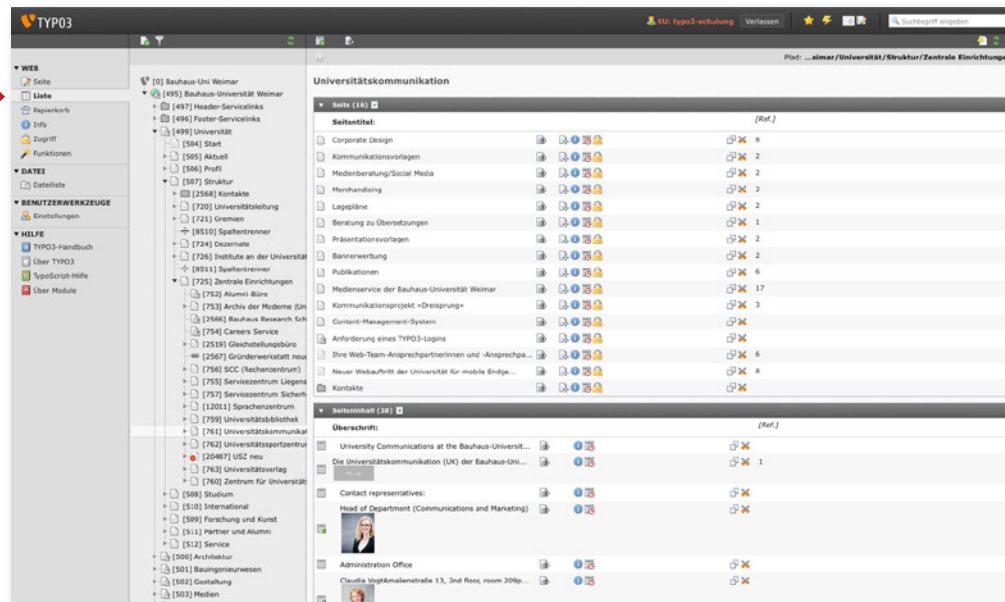 TYPO3
SU: typo3-schulung
Verlassen
Suchbegriff eingeben
Pfad: ...eimar/Universität/Struktur/Zentrale Einrichtunge
WEB
Seite
Liste
Papierkorb
Info
Zugriff
Funktionen
DATEI
Dateiliste
BENUTZERWERKZEUGE
Einstellungen
HILFE
TYPO3-Handbuch
Über TYPO3
TypoScript-Hilfe
Über Module
[0] Bauhaus-Uni Weimar
[495] Bauhaus-Universität Weimar
[497] Header-Servicelinks
[496] Footer-Servicelinks
[499] Universität
[504] Start
[505] Aktuell
[506] Profil
[507] Struktur
[2568] Kontakte
[720] Universitätsleitung
[721] Gremien
[8510] Spaltentrenner
[724] Dezernate
[726] Institute an der Universität
[8511] Spaltentrenner
[725] Zentrale Einrichtungen
[752] Alumni-Büro
[753] Archiv der Moderne (Un
[2566] Bauhaus Research Sch
[754] Careers Service
[2519] Gleichstellungsbüro
[2567] Gründerwerkstatt neu
[756] SCC (Rechenzentrum)
[755] Servicezentrum Liegens
[757] Servicezentrum Sicherh
[12011] Sprachenzentrum
[759] Universitätsbibliothek
[761] Universitätskommunikat
[762] Universitätssportzentru
[20487] USZ neu
[763] Universitätsverlag
[760] Zentrum für Universität
[508] Studium
[510] International
[509] Forschung und Kunst
[511] Partner und Alumni
[512] Service
[500] Architektur
[501] Bauingenieurwesen
[502] Gestaltung
[503] Medien
Universitätskommunikation
Seite (16)
Seitentitel: [Ref.]
Corporate Design 6
Kommunikationsvorlagen 2
Medienberatung/Social Media 2
Merchandising 2
Lagepläne 2
Beratung zu Übersetzungen 1
Präsentationsvorlagen 2
Bannerwerbung 2
Publikationen 6
Medienservice der Bauhaus-Universität Weimar 17
Kommunikationsprojekt »Dreisprung« 3
Content-Management-System
Anforderung eines TYPO3-Logins
Ihre Web-Team-Ansprechpartnerinnen und -Ansprechpa... 6
Neuer Webauftritt der Universität für mobile Endge... 8
Kontakte
Seiteninhalt (38)
Überschrift: [Ref.]
University Communications at the Bauhaus-Universit...
Die Universitätskommunikation (UK) der Bauhaus-Uni... 1
Contact representatives:
Head of Department (Communications and Marketing)
Administration Office
Claudia VogtAmalienstraße 13, 2nd floor, room 209p...